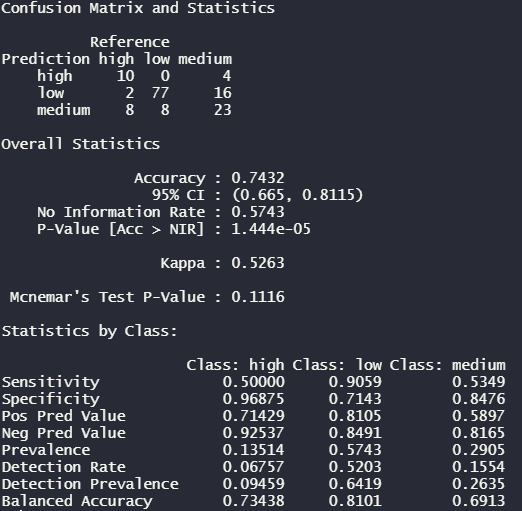 Confusion Matrix and Statistics
Reference
Prediction high low medium
high 10 0 4
low 2 77 16
medium 8 8 23
Overall Statistics
Accuracy : 0.7432
95% CI : (0.665, 0.8115)
No Information Rate : 0.5743
P-Value [Acc > NIR] : 1.444e-05
Kappa : 0.5263
Mcnemar's Test P-Value : 0.1116
Statistics by Class:
Class: high Class: low Class: medium
Sensitivity 0.50000 0.9059 0.5349
Specificity 0.96875 0.7143 0.8476
Pos Pred Value 0.71429 0.8105 0.5897
Neg Pred Value 0.92537 0.8491 0.8165
Prevalence 0.13514 0.5743 0.2905
Detection Rate 0.06757 0.5203 0.1554
Detection Prevalence 0.09459 0.6419 0.2635
Balanced Accuracy 0.73438 0.8101 0.6913